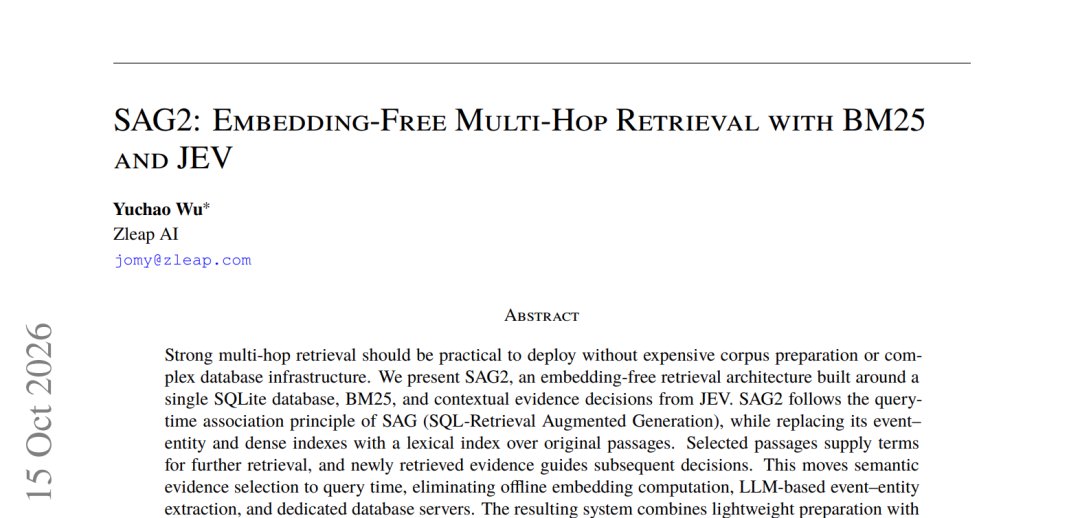 SAG2: EMBEDDING-FREE MULTI-HOP RETRIEVAL WITH BM25
AND JEV
Yuchao Wu*
Zleap AI
jomy@zleap.com
ABSTRACT
Strong multi-hop retrieval should be practical to deploy without expensive corpus preparation or com-
plex database infrastructure. We present SAG2, an embedding-free retrieval architecture built around a
single SQLite database, BM25, and contextual evidence decisions from JEV. SAG2 follows the query-
time association principle of SAG (SQL-Retrieval Augmented Generation), while replacing its event–
entity and dense indexes with a lexical index over original passages. Selected passages supply terms
for further retrieval, and newly retrieved evidence guides subsequent decisions. This moves semantic
evidence selection to query time, eliminating offline embedding computation, LLM-based event–entity
extraction, and dedicated database servers. The resulting system combines lightweight preparation with
15 Oct 2026